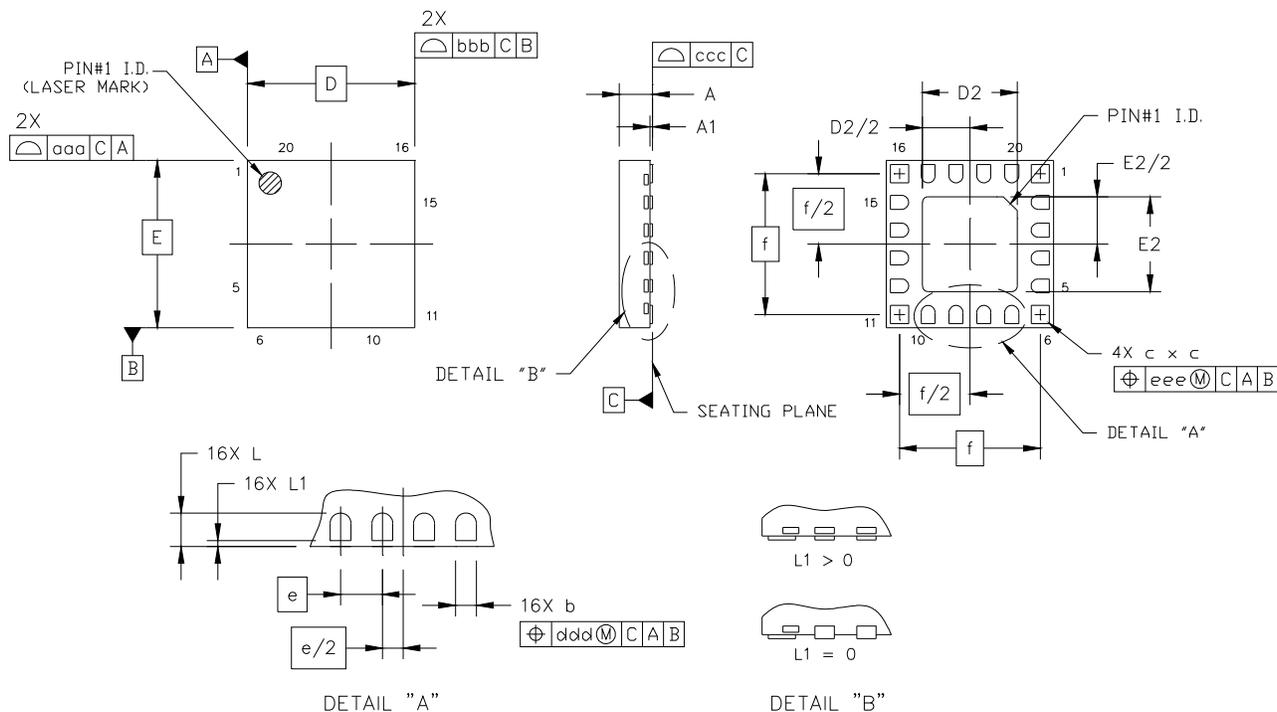 2X
bbb C B
A
D
PIN#1 I.D.
(LASER MARK)
2X
aaa C A
20
16
1
15
E
5
11
6
10
B
ccc C
A
A1
DETAIL "B"
C
SEATING PLANE
D2
D2/2
PIN#1 I.D.
16
20
1
E2/2
15
f/2
f
E2
5
11
10
6
4X c x c
eee M C A B
f/2
f
DETAIL "A"
16X L
16X L1
e
e/2
16X b
ddd M C A B
DETAIL "A"
L1 > 0
L1 = 0
DETAIL "B"